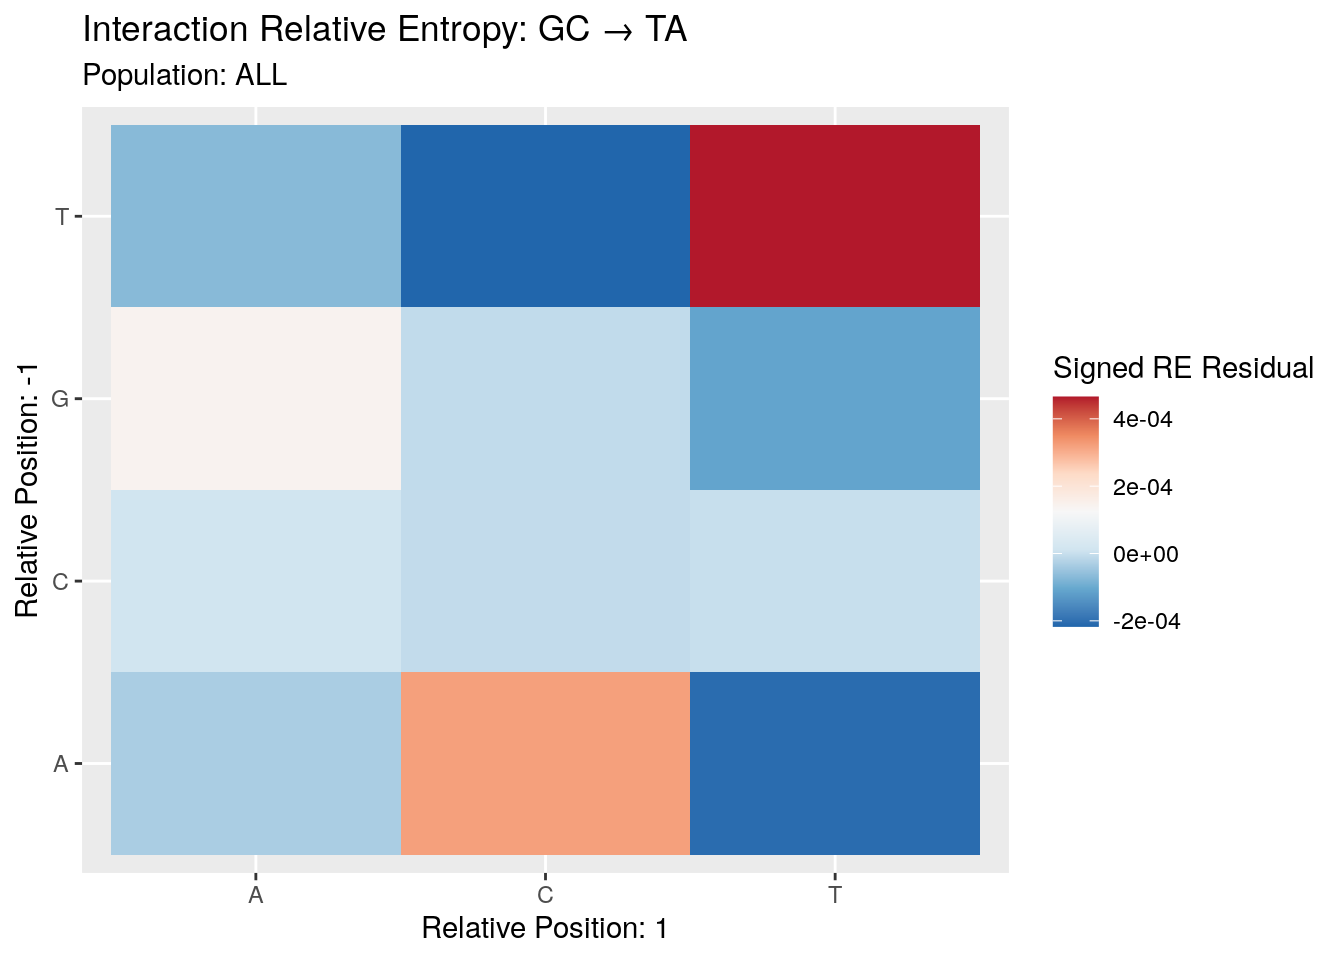 Interaction Relative Entropy: GC → TA
Population: ALL
Relative Position: -1
T
G
C
A
A
C
T
Relative Position: 1
Signed RE Residual
4e-04
2e-04
0e+00
-2e-04